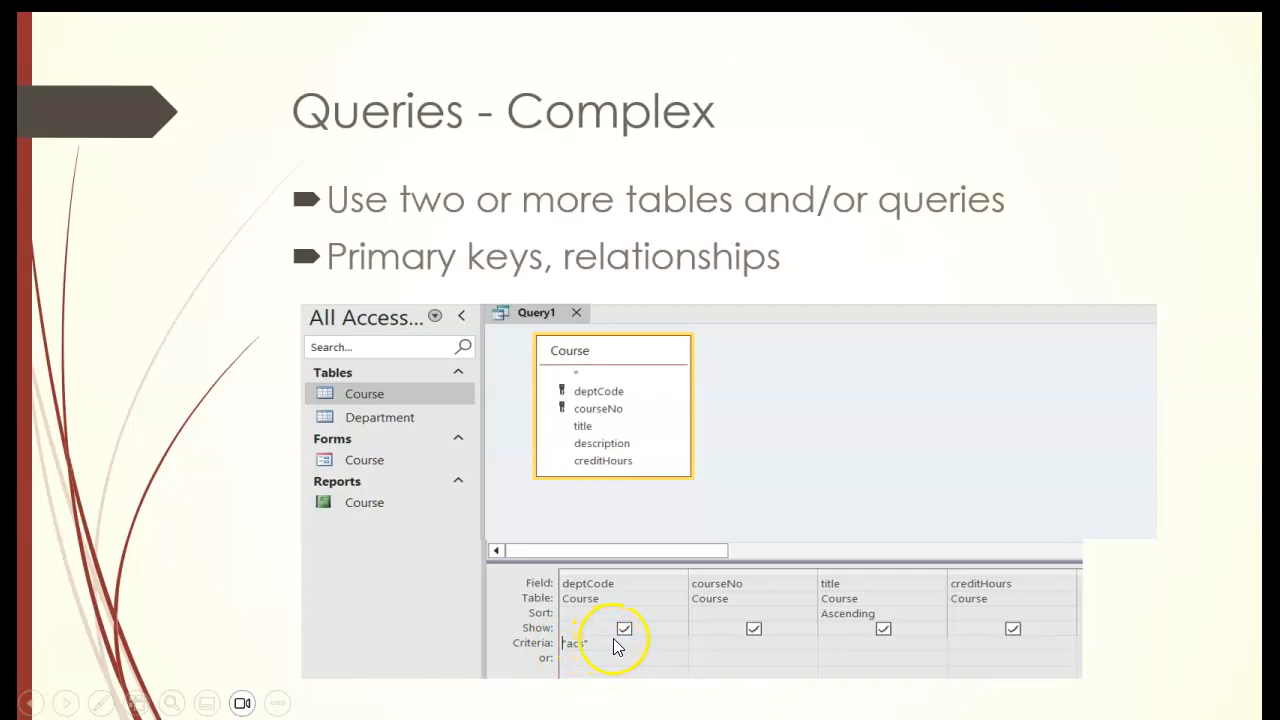 Queries - Complex
Use two or more tables and/or queries
Primary keys, relationships
All Access...
Search...
Tables
Course
Department
Forms
Course
Reports
Course
Query1
Course
*
deptCode
courseNo
title
description
creditHours
Field: deptCode courseNo title creditHours
Table: Course Course Course Course
Sort: Ascending
Show:
Criteria: "acs"
or: